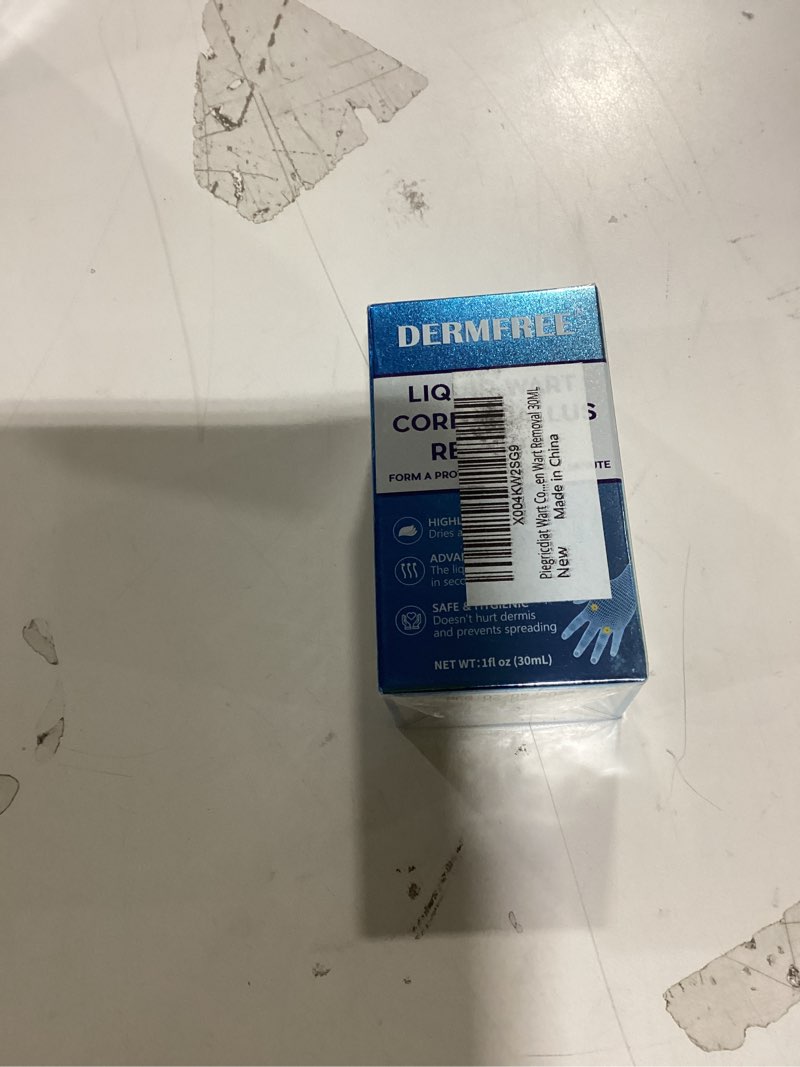 DERMFREE
LIQ WART
CORE LUS
RE
FORM A PRO UTE
HIGHL
Dries a
ADVA
The liq
in seco
SAFE & HYGIENIC
Doesn't hurt dermis
and prevents spreading
NET WT:1fl oz (30mL)
X004KW2SG9
Piegricdiat Wart Co...en Wart Removal 30ML
New Made in China